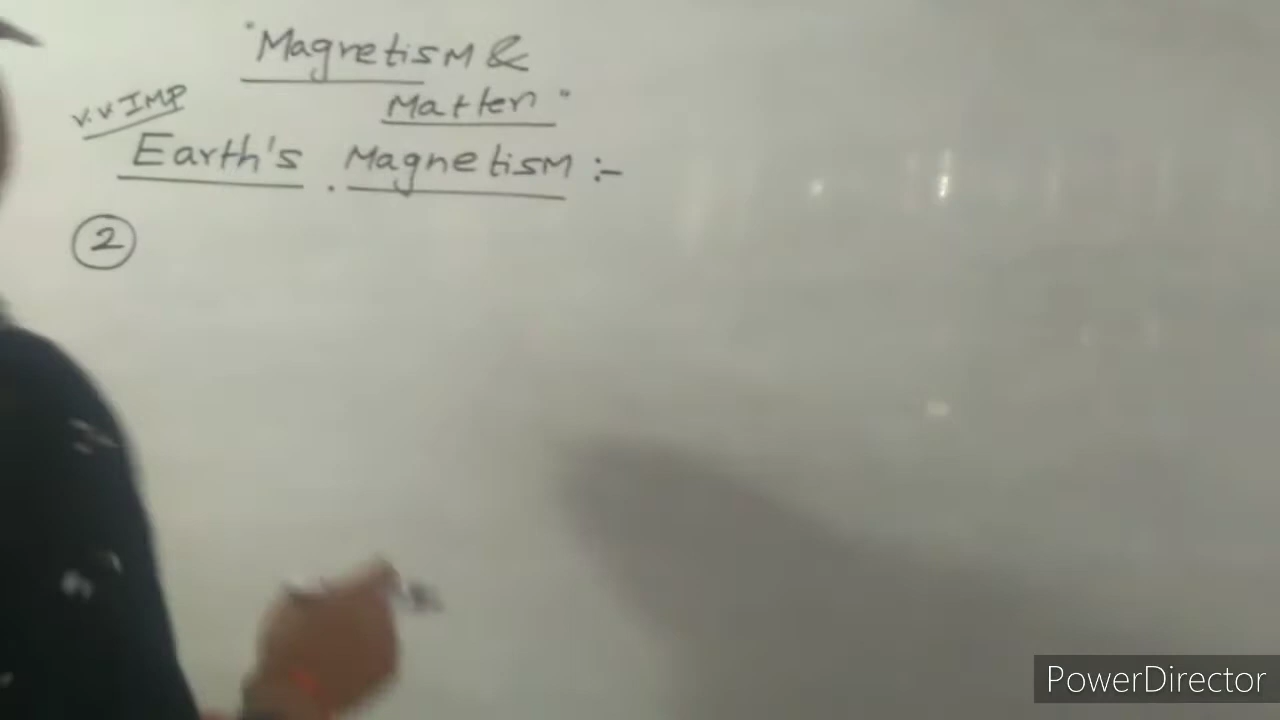 "Magnetism &
Matter"
V.V IMP
Earth's Magnetism :-
2
PowerDirector